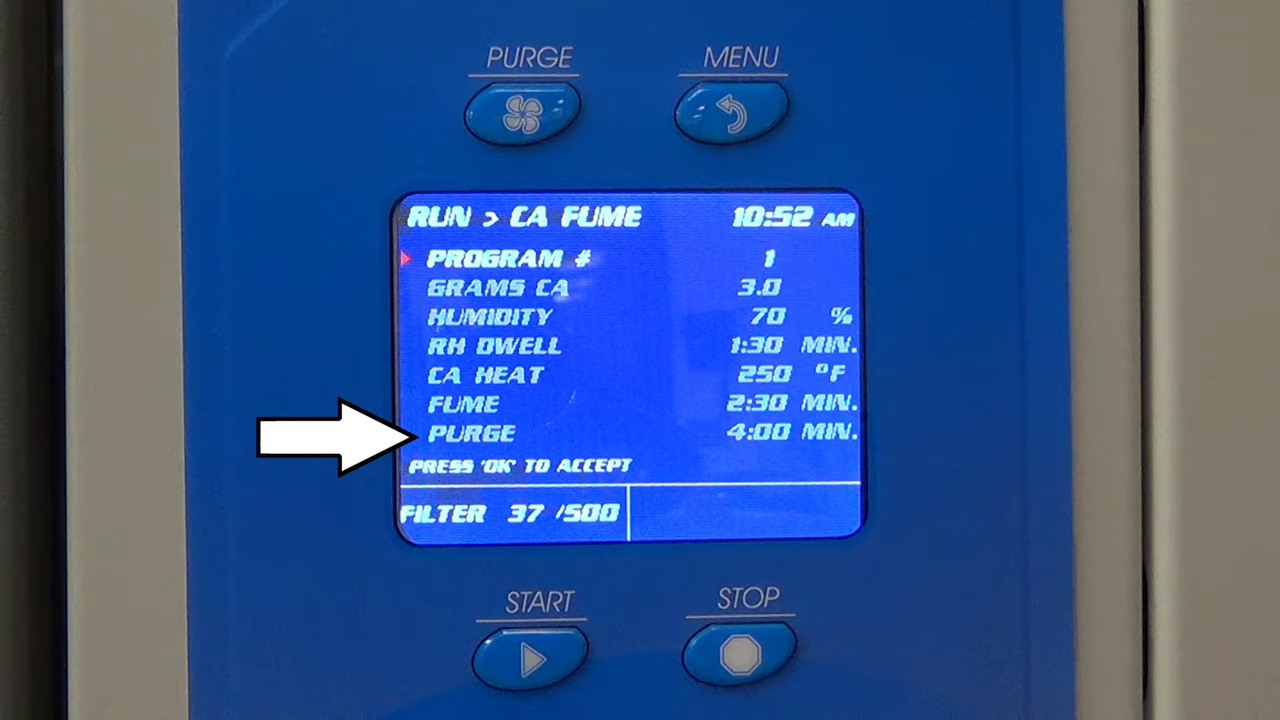 PURGE MENU
RUN > CA FUME 10:52 AM
PROGRAM # 1
GRAMS CA 3.0
HUMIDITY 70 %
RH DWELL 1:30 MIN.
CA HEAT 250 °F
FUME 2:30 MIN.
PURGE 4:00 MIN.
PRESS 'OK' TO ACCEPT
FILTER 37 /500
START STOP